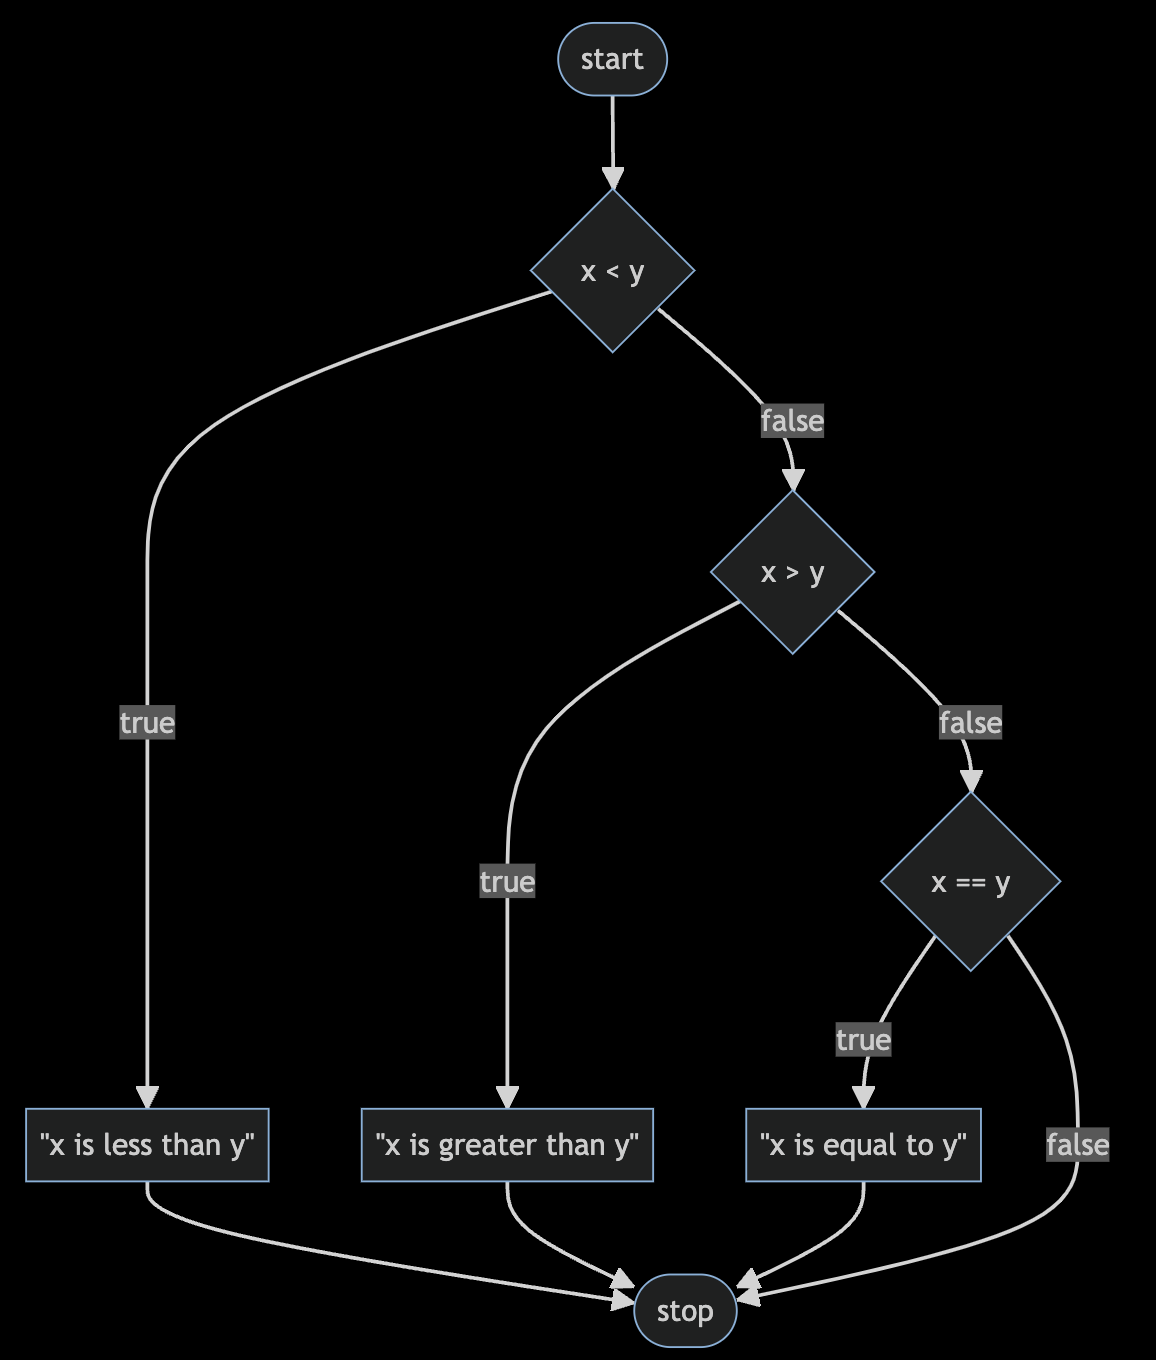 start
x < y
false
x > y
true
false
true
x == y
true
"x is less than y"
"x is greater than y"
"x is equal to y"
false
stop